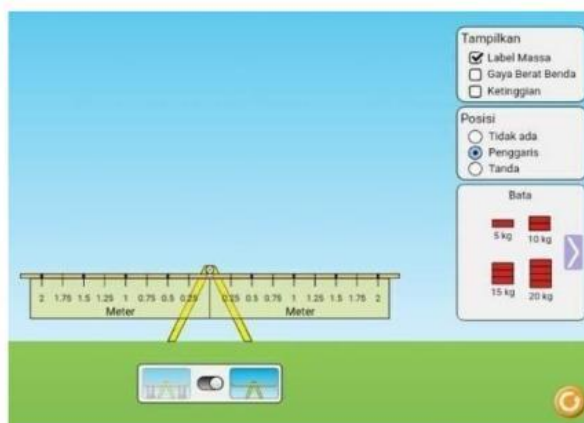 Tampilkan
Label Massa
Gaya Berat Benda
Ketinggian
Posisi
Tidak ada
Penggaris
Tanda
Bata
5 kg 10 kg
15 kg 20 kg
2 1.75 1.5 1.25 1 0.75 0.5 0.25 0.25 0.5 0.75 1 1.25 1.5 1.75 2
Meter Meter